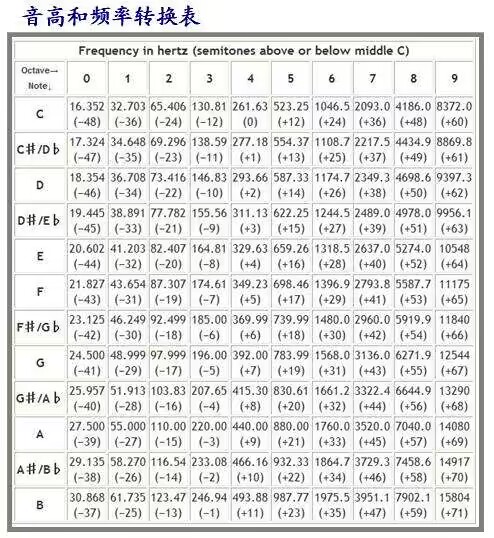 音高和频率转换表
Frequency in hertz (semitones above or below middle C)
Octave→
Note↓
0 1 2 3 4 5 6 7 8 9
C 16.352 32.703 65.406 130.81 261.63 523.25 1046.5 2093.0 4186.0 8372.0
(−48) (−36) (−24) (−12) (0) (+12) (+24) (+36) (+48) (+60)
C♯/D♭ 17.324 34.648 69.296 138.59 277.18 554.37 1108.7 2217.5 4434.9 8869.8
(−47) (−35) (−23) (−11) (+1) (+13) (+25) (+37) (+49) (+61)
D 18.354 36.708 73.416 146.83 293.66 587.33 1174.7 2349.3 4698.6 9397.3
(−46) (−34) (−22) (−10) (+2) (+14) (+26) (+38) (+50) (+62)
D♯/E♭ 19.445 38.891 77.782 155.56 311.13 622.25 1244.5 2489.0 4978.0 9956.1
(−45) (−33) (−21) (−9) (+3) (+15) (+27) (+39) (+51) (+63)
E 20.602 41.203 82.407 164.81 329.63 659.26 1318.5 2637.0 5274.0 10548
(−44) (−32) (−20) (−8) (+4) (+16) (+28) (+40) (+52) (+64)
F 21.827 43.654 87.307 174.61 349.23 698.46 1396.9 2793.8 5587.7 11175
(−43) (−31) (−19) (−7) (+5) (+17) (+29) (+41) (+53) (+65)
F♯/G♭ 23.125 46.249 92.499 185.00 369.99 739.99 1480.0 2960.0 5919.9 11840
(−42) (−30) (−18) (−6) (+6) (+18) (+30) (+42) (+54) (+66)
G 24.500 48.999 97.999 196.00 392.00 783.99 1568.0 3136.0 6271.9 12544
(−41) (−29) (−17) (−5) (+7) (+19) (+31) (+43) (+55) (+67)
G♯/A♭ 25.957 51.913 103.83 207.65 415.30 830.61 1661.2 3322.4 6644.9 13290
(−40) (−28) (−16) (−4) (+8) (+20) (+32) (+44) (+56) (+68)
A 27.500 55.000 110.00 220.00 440.00 880.00 1760.0 3520.0 7040.0 14080
(−39) (−27) (−15) (−3) (+9) (+21) (+33) (+45) (+57) (+69)
A♯/B♭ 29.135 58.270 116.54 233.08 466.16 932.33 1864.7 3729.3 7458.6 14917
(−38) (−26) (−14) (−2) (+10) (+22) (+34) (+46) (+58) (+70)
B 30.868 61.735 123.47 246.94 493.88 987.77 1975.5 3951.1 7902.1 15804
(−37) (−25) (−13) (−1) (+11) (+23) (+35) (+47) (+59) (+71)